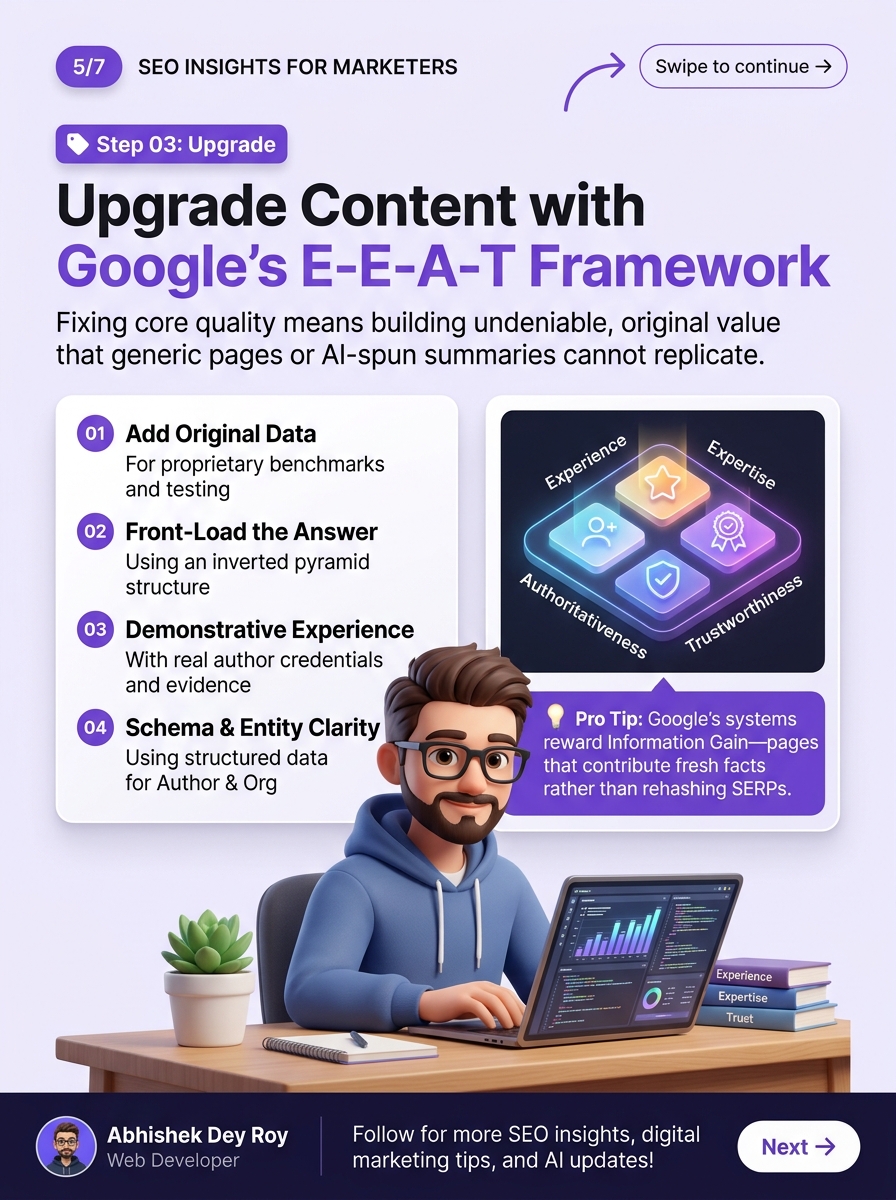 5/7
SEO INSIGHTS FOR MARKETERS
Swipe to continue →
Step 03: Upgrade
Upgrade Content with
Google's E-E-A-T Framework
Fixing core quality means building undeniable, original value
that generic pages or AI-spun summaries cannot replicate.
01 Add Original Data
For proprietary benchmarks
and testing
02 Front-Load the Answer
Using an inverted pyramid
structure
03 Demonstrative Experience
With real author credentials
and evidence
04 Schema & Entity Clarity
Using structured data
for Author & Org
Experience
Expertise
Authoritativeness
Trustworthiness
💡 Pro Tip: Google's systems
reward Information Gain—pages
that contribute fresh facts
rather than rehashing SERPs.
Experience
Expertise
Truet
Abhishek Dey Roy
Web Developer
Follow for more SEO insights, digital
marketing tips, and AI updates!
Next →